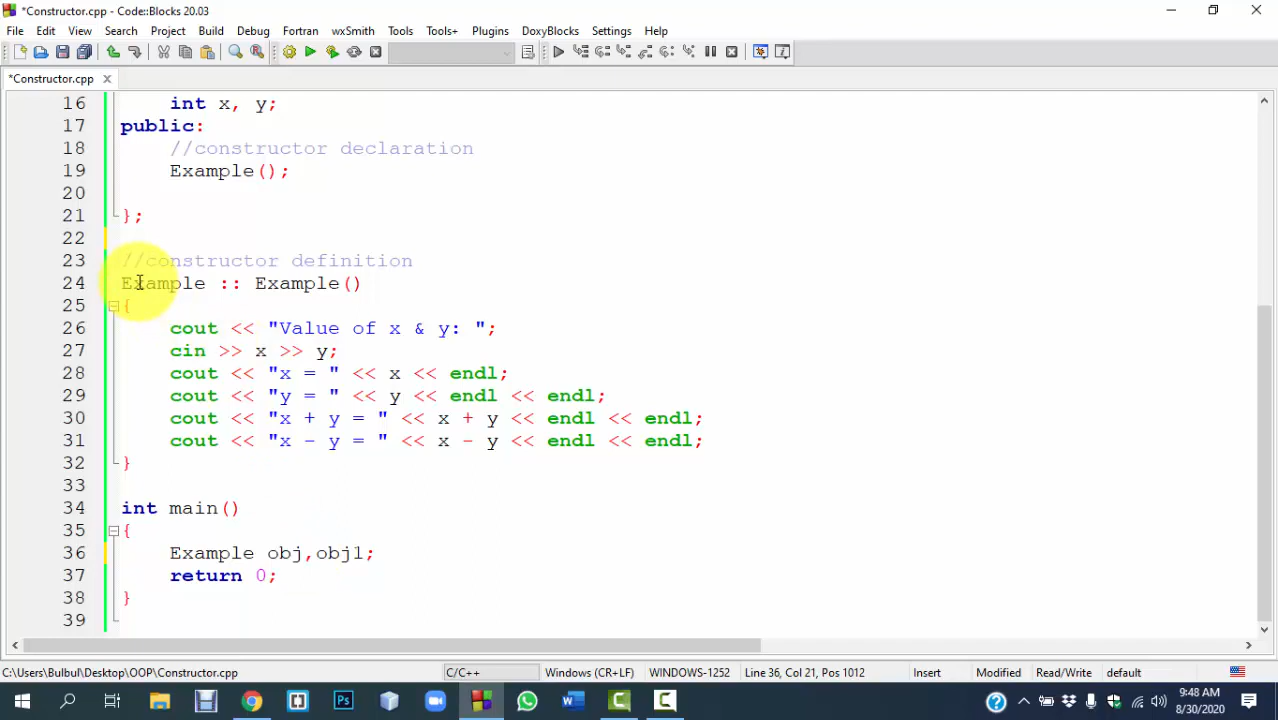 *Constructor.cpp - Code::Blocks 20.03
File Edit View Search Project Build Debug Fortran wxSmith Tools Tools+ Plugins DoxyBlocks Settings Help
*Constructor.cpp
16 int x, y;
17 public:
18 //constructor declaration
19 Example();
20
21 };
22
23 //constructor definition
24 Example :: Example()
25 {
26 cout << "Value of x & y: ";
27 cin >> x >> y;
28 cout << "x = " << x << endl;
29 cout << "y = " << y << endl << endl;
30 cout << "x + y = " << x + y << endl << endl;
31 cout << "x - y = " << x - y << endl << endl;
32 }
33
34 int main()
35 {
36 Example obj,obj1;
37 return 0;
38 }
39
C:\Users\Bulbul\Desktop\OOP\Constructor.cpp C/C++ Windows (CR+LF) WINDOWS-1252 Line 36, Col 21, Pos 1012 Insert Modified Read/Write default
9:48 AM
8/30/2020